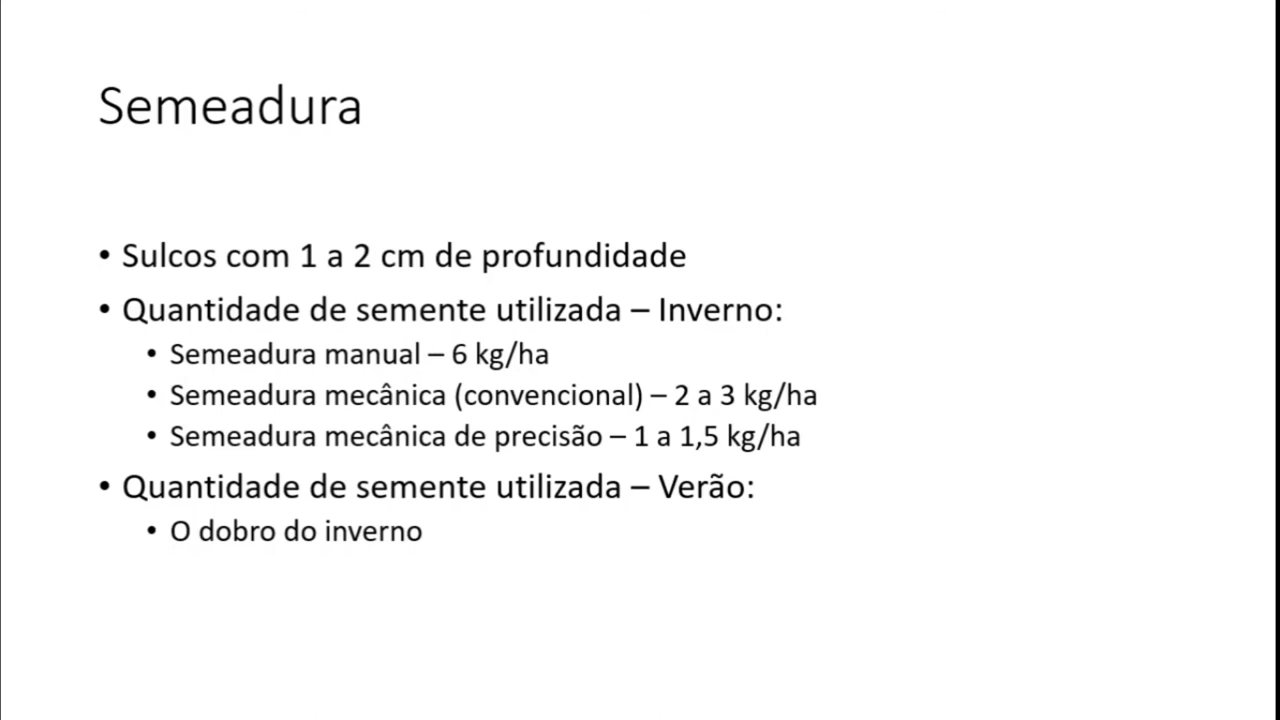 Semeadura
• Sulcos com 1 a 2 cm de profundidade
• Quantidade de semente utilizada – Inverno:
• Semeadura manual – 6 kg/ha
• Semeadura mecânica (convencional) – 2 a 3 kg/ha
• Semeadura mecânica de precisão – 1 a 1,5 kg/ha
• Quantidade de semente utilizada – Verão:
• O dobro do inverno